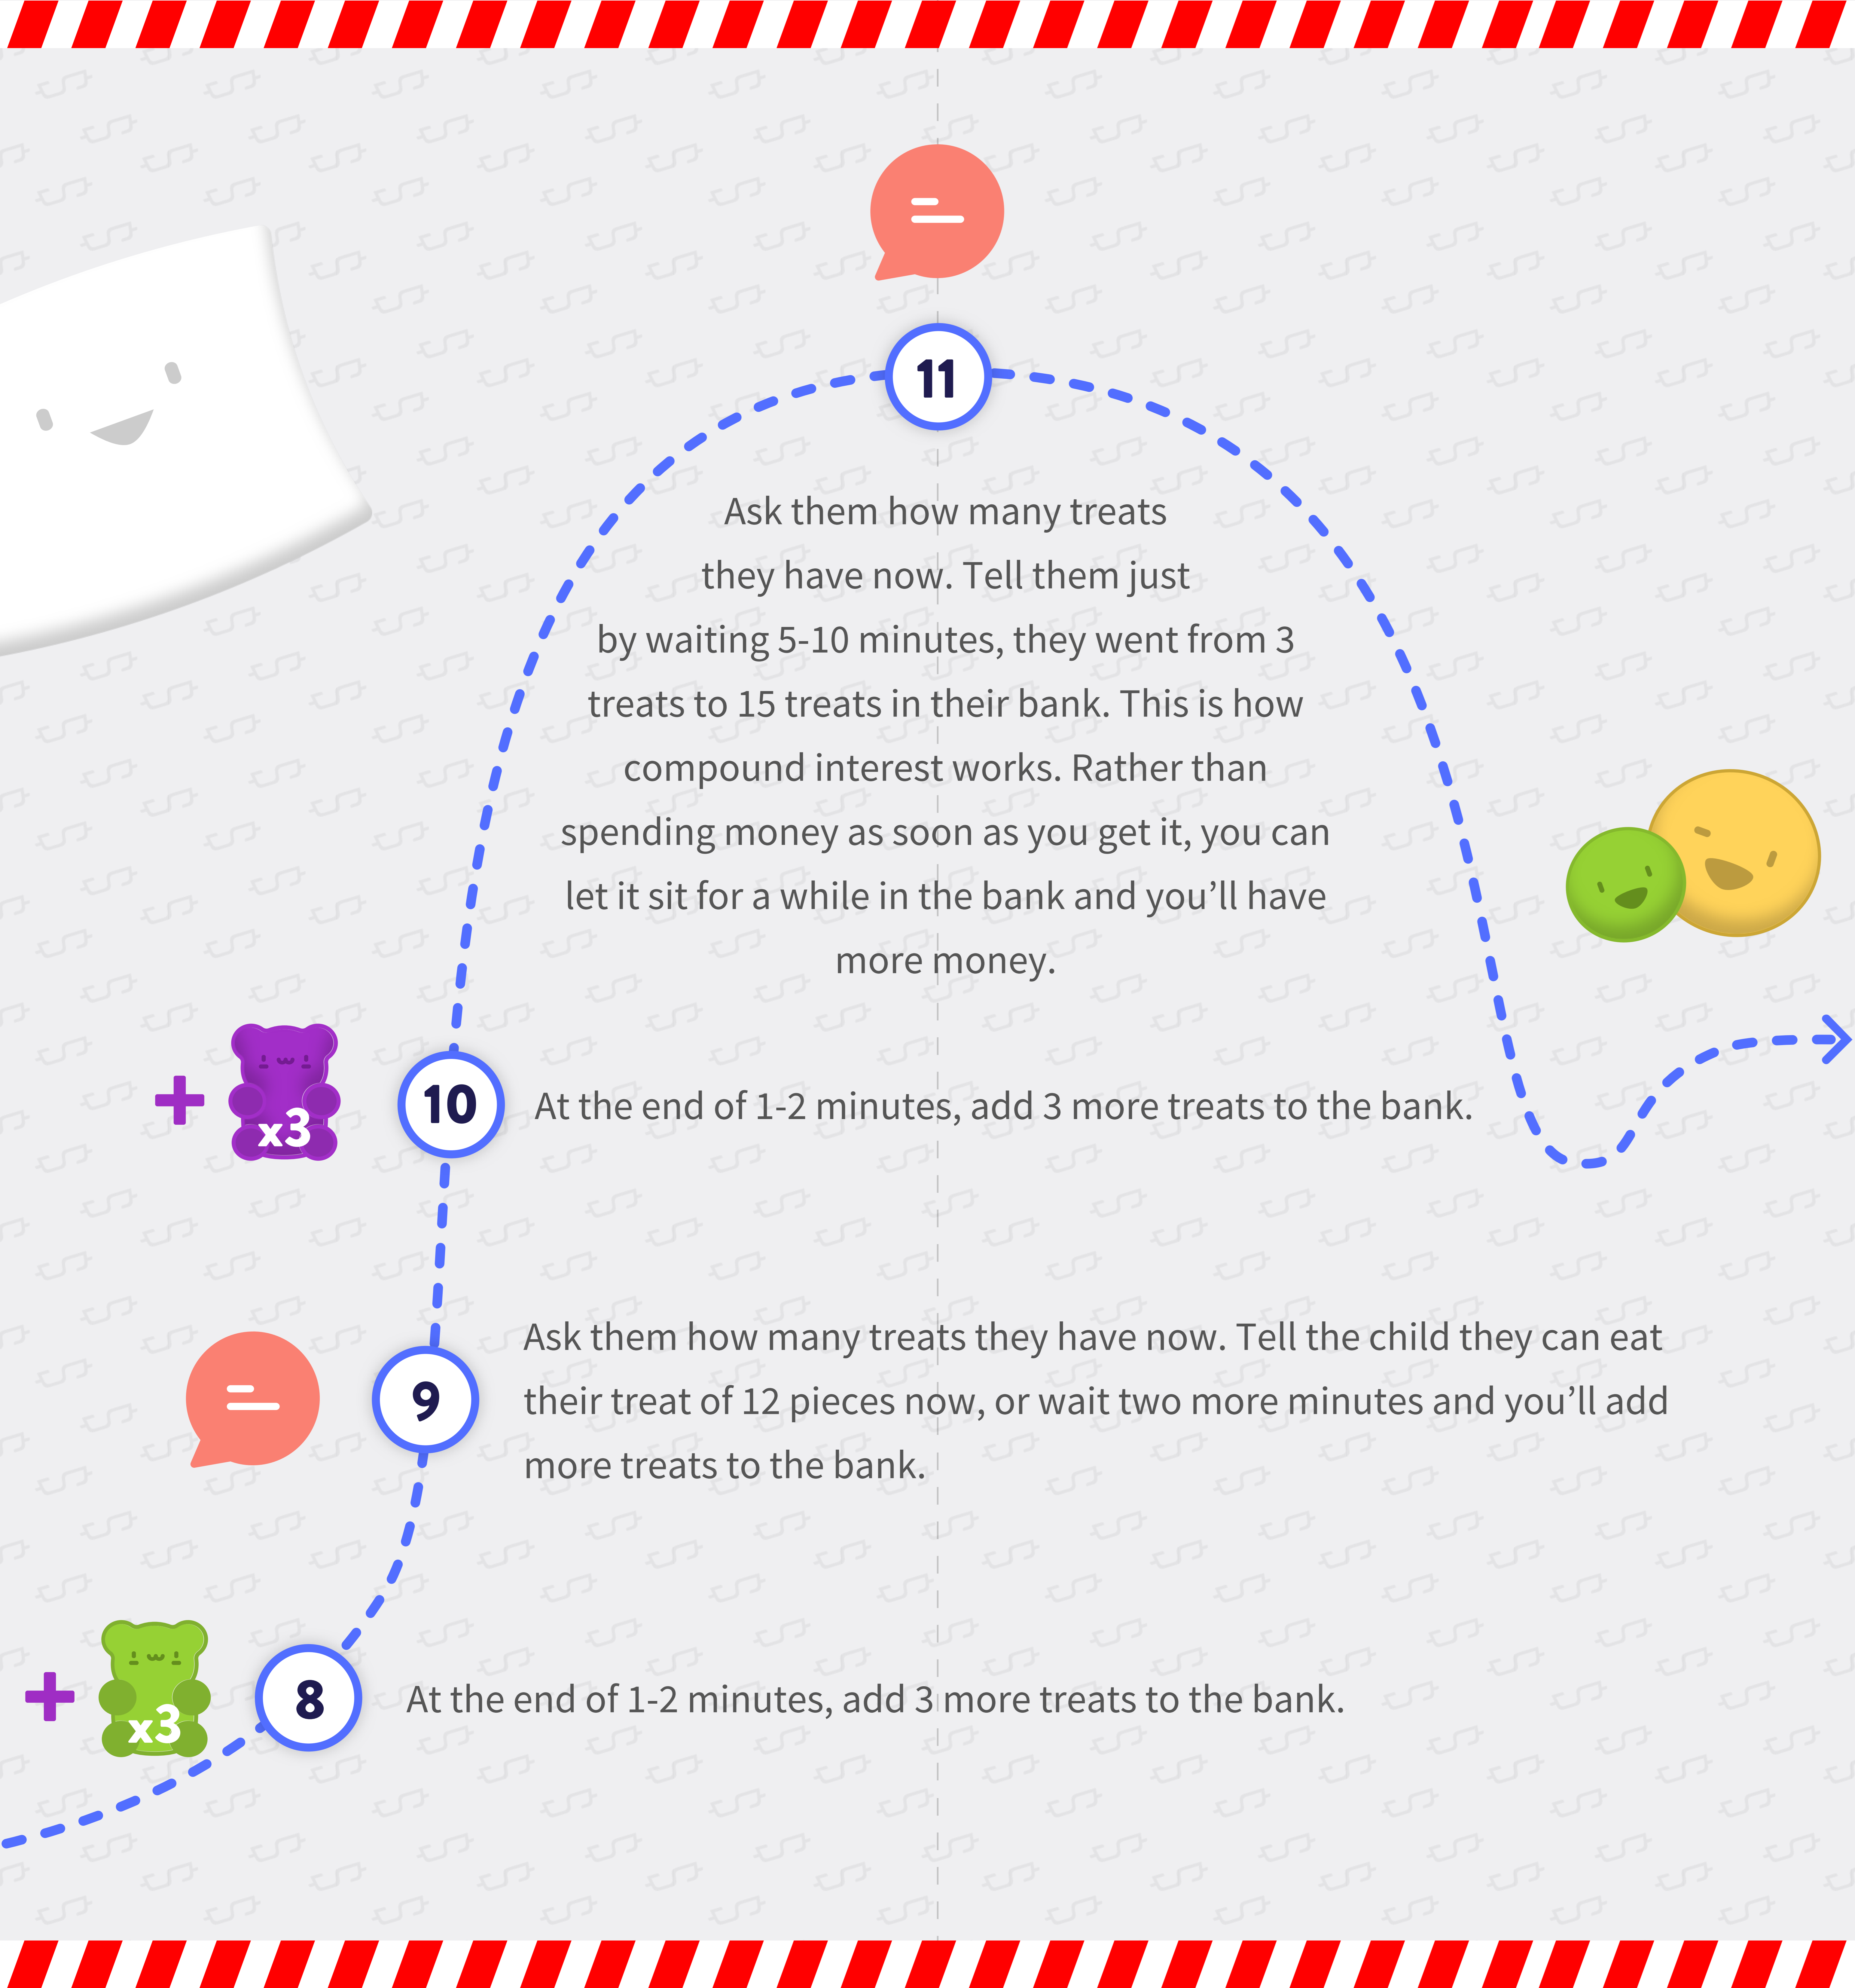 11
Ask them how many treats
they have now. Tell them just
by waiting 5-10 minutes, they went from 3
treats to 15 treats in their bank. This is how
compound interest works. Rather than
spending money as soon as you get it, you can
let it sit for a while in the bank and you’ll have
more money.
+ x3
10
At the end of 1-2 minutes, add 3 more treats to the bank.
9
Ask them how many treats they have now. Tell the child they can eat
their treat of 12 pieces now, or wait two more minutes and you’ll add
more treats to the bank.
+ x3
8
At the end of 1-2 minutes, add 3 more treats to the bank.